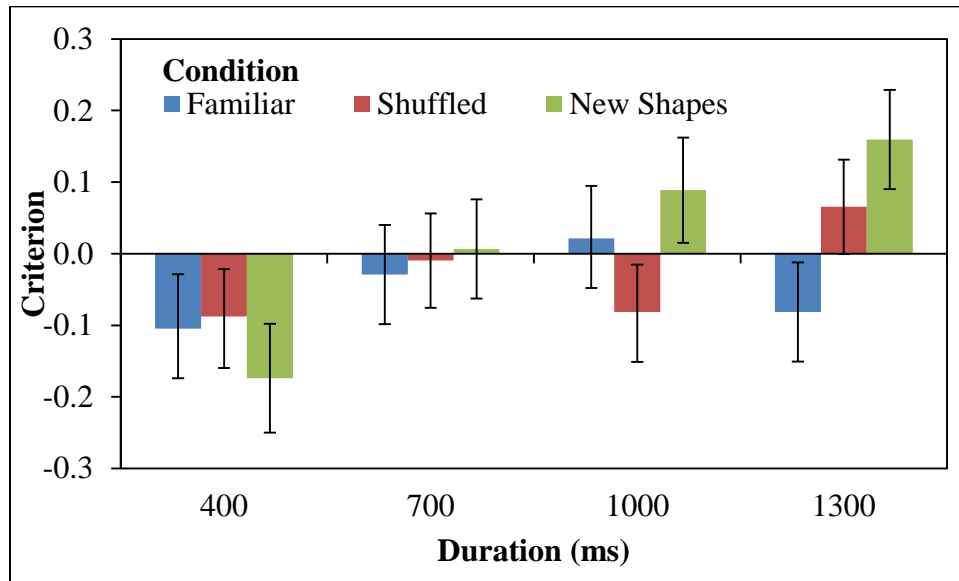 0.3
0.2
0.1
0.0
-0.1
-0.2
-0.3
Criterion
Condition
Familiar Shuffled New Shapes
400 700 1000 1300
Duration (ms)